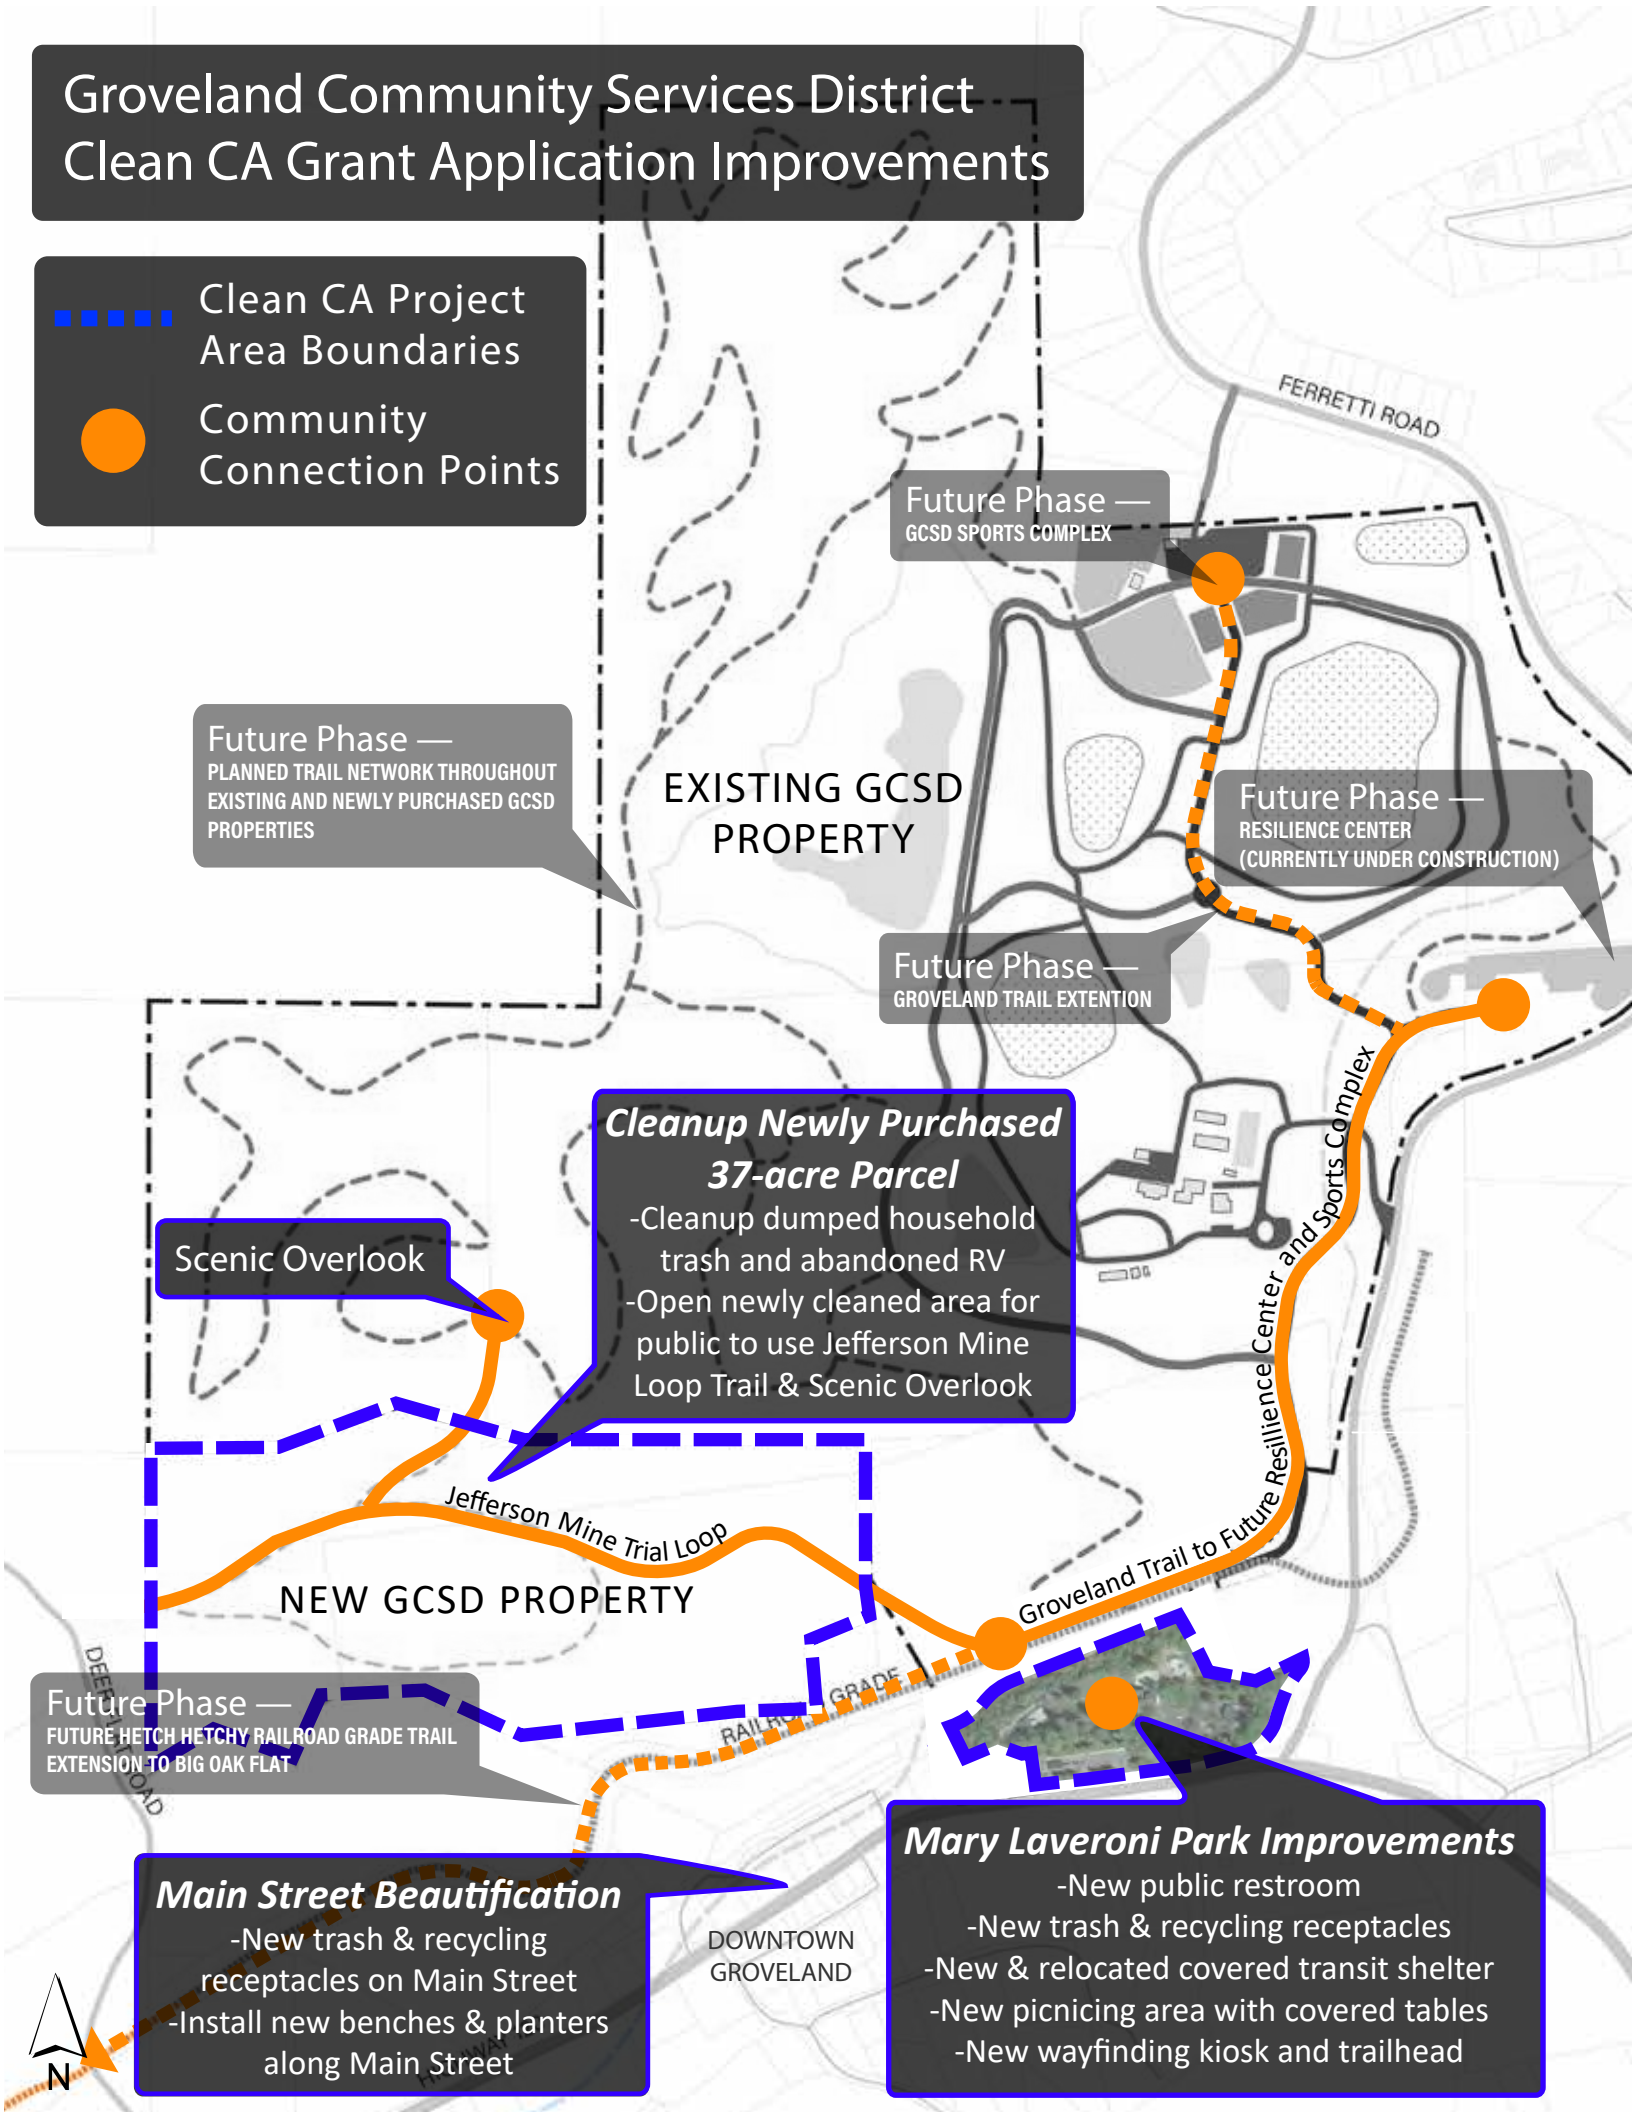 Groveland Community Services District
Clean CA Grant Application Improvements
Clean CA Project
Area Boundaries
Community
Connection Points
FERRETTI ROAD
Future Phase —
GCSD SPORTS COMPLEX
Future Phase —
PLANNED TRAIL NETWORK THROUGHOUT
EXISTING AND NEWLY PURCHASED GCSD
PROPERTIES
EXISTING GCSD
PROPERTY
Future Phase —
RESILIENCE CENTER
(CURRENTLY UNDER CONSTRUCTION)
Future Phase —
GROVELAND TRAIL EXTENTION
Cleanup Newly Purchased
37-acre Parcel
-Cleanup dumped household
trash and abandoned RV
-Open newly cleaned area for
public to use Jefferson Mine
Loop Trail & Scenic Overlook
Scenic Overlook
Groveland Trail to Future Resillience Center and Sports Complex
Jefferson Mine Trial Loop
NEW GCSD PROPERTY
RAILROAD GRADE
DEER FLAT ROAD
Future Phase —
FUTURE HETCH HETCHY RAILROAD GRADE TRAIL
EXTENSION TO BIG OAK FLAT
Main Street Beautification
-New trash & recycling
receptacles on Main Street
-Install new benches & planters
along Main Street
DOWNTOWN
GROVELAND
Mary Laveroni Park Improvements
-New public restroom
-New trash & recycling receptacles
-New & relocated covered transit shelter
-New picnicing area with covered tables
-New wayfinding kiosk and trailhead
HIGHWAY
N